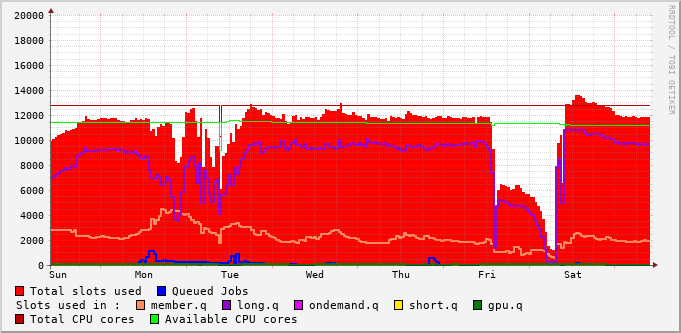 RRDTOOL / TOBI OETIKER
20000
18000
16000
14000
12000
10000
8000
6000
4000
2000
0
Sun Mon Tue Wed Thu Fri Sat
Total slots used Queued Jobs
Slots used in : member.q long.q ondemand.q short.q gpu.q
Total CPU cores Available CPU cores